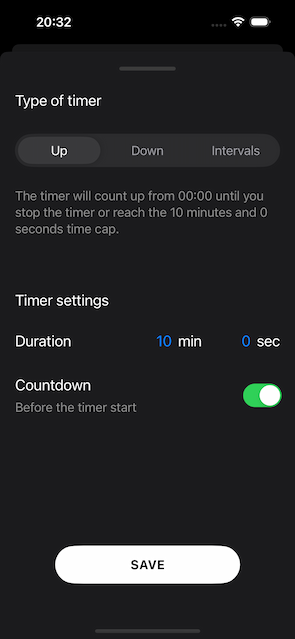 20:32
Type of timer
Up Down Intervals
The timer will count up from 00:00 until you
stop the timer or reach the 10 minutes and 0
seconds time cap.
Timer settings
Duration 10 min 0 sec
Countdown
Before the timer start
SAVE